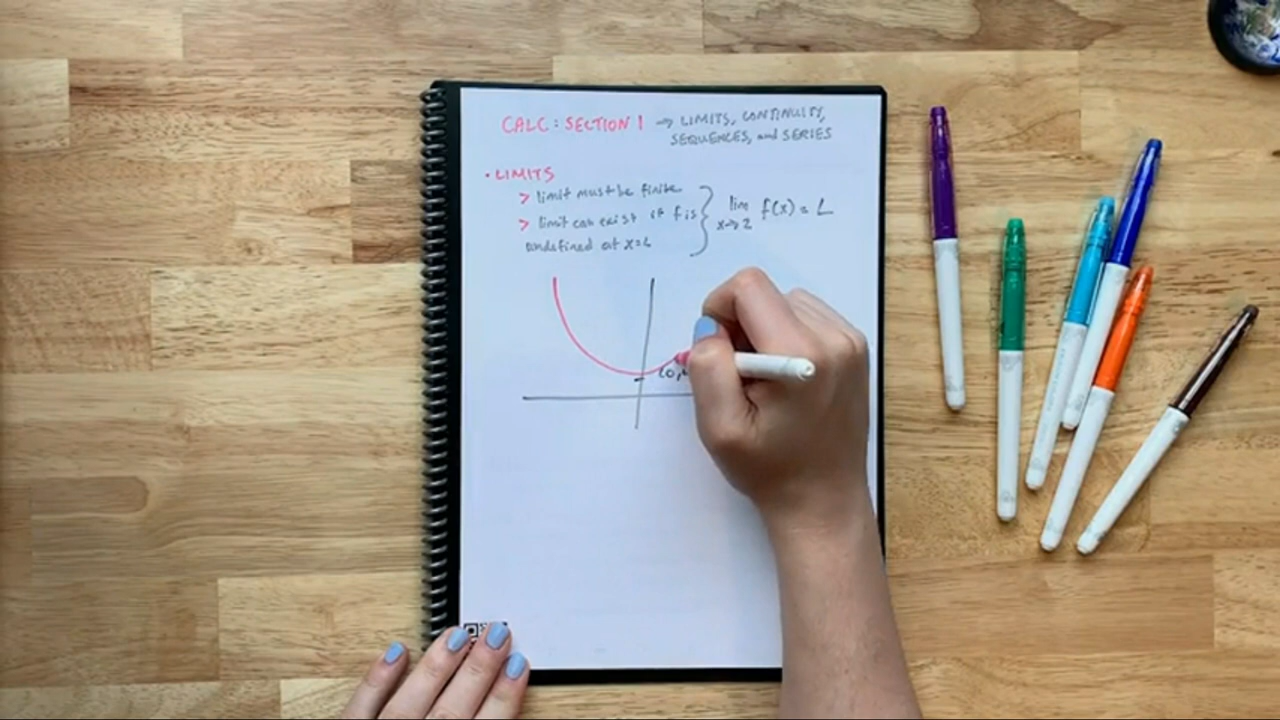 CALC: SECTION 1 → LIMITS, CONTINUITY,
SEQUENCES, and SERIES
• LIMITS
> limit must be finite
> limit can exist if f is
undefined at x=c
lim f(x) = L
x→2
(0,